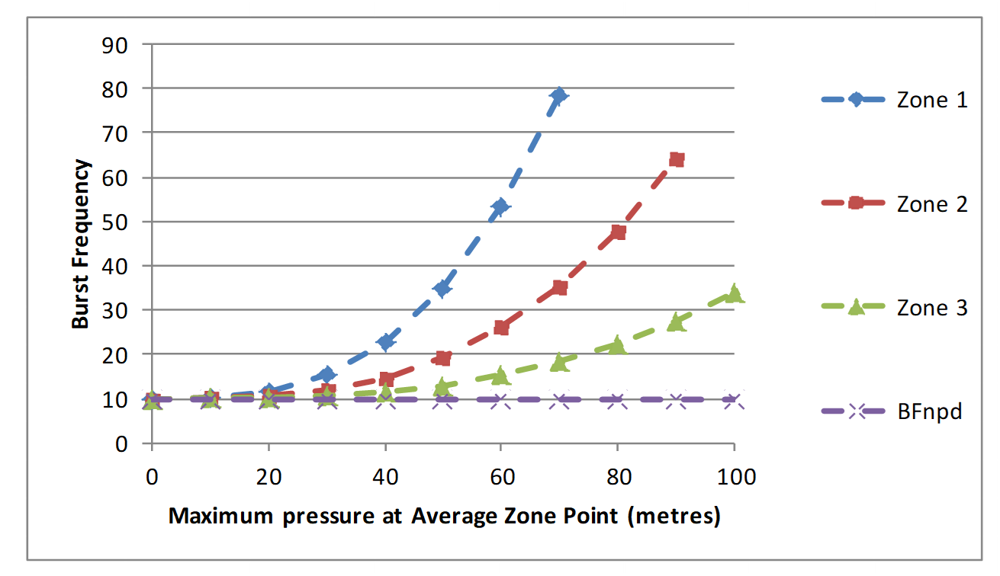 90
80
70
60
50
40
30
20
10
0
Burst Frequency
0 20 40 60 80 100
Maximum pressure at Average Zone Point (metres)
Zone 1
Zone 2
Zone 3
BFnpd